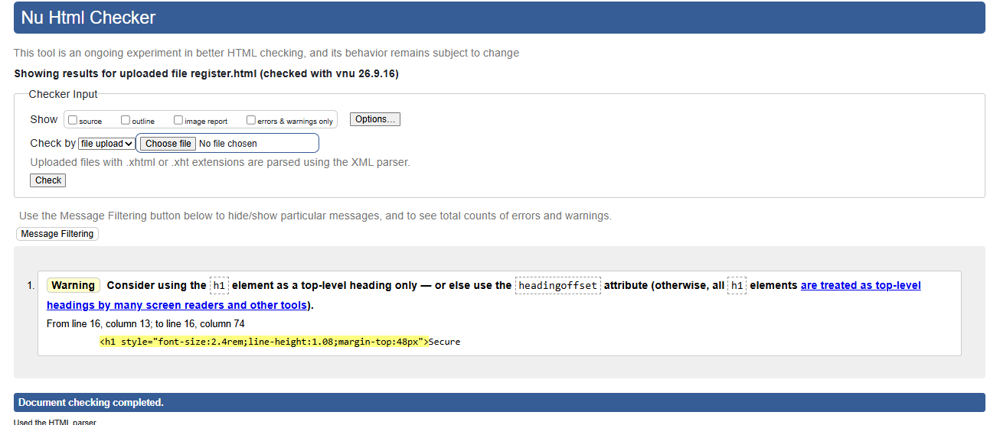 Nu Html Checker
This tool is an ongoing experiment in better HTML checking, and its behavior remains subject to change
Showing results for uploaded file register.html (checked with vnu 26.9.16)
Checker Input
Show source outline image report errors & warnings only Options...
Check by file upload Choose file No file chosen
Uploaded files with .xhtml or .xht extensions are parsed using the XML parser.
Check
Use the Message Filtering button below to hide/show particular messages, and to see total counts of errors and warnings.
Message Filtering
1. Warning Consider using the h1 element as a top-level heading only — or else use the headingoffset attribute (otherwise, all h1 elements are treated as top-level
headings by many screen readers and other tools).
From line 16, column 13; to line 16, column 74
<h1 style="font-size:2.4rem;line-height:1.08;margin-top:48px">Secure
Document checking completed.
Used the HTML parser